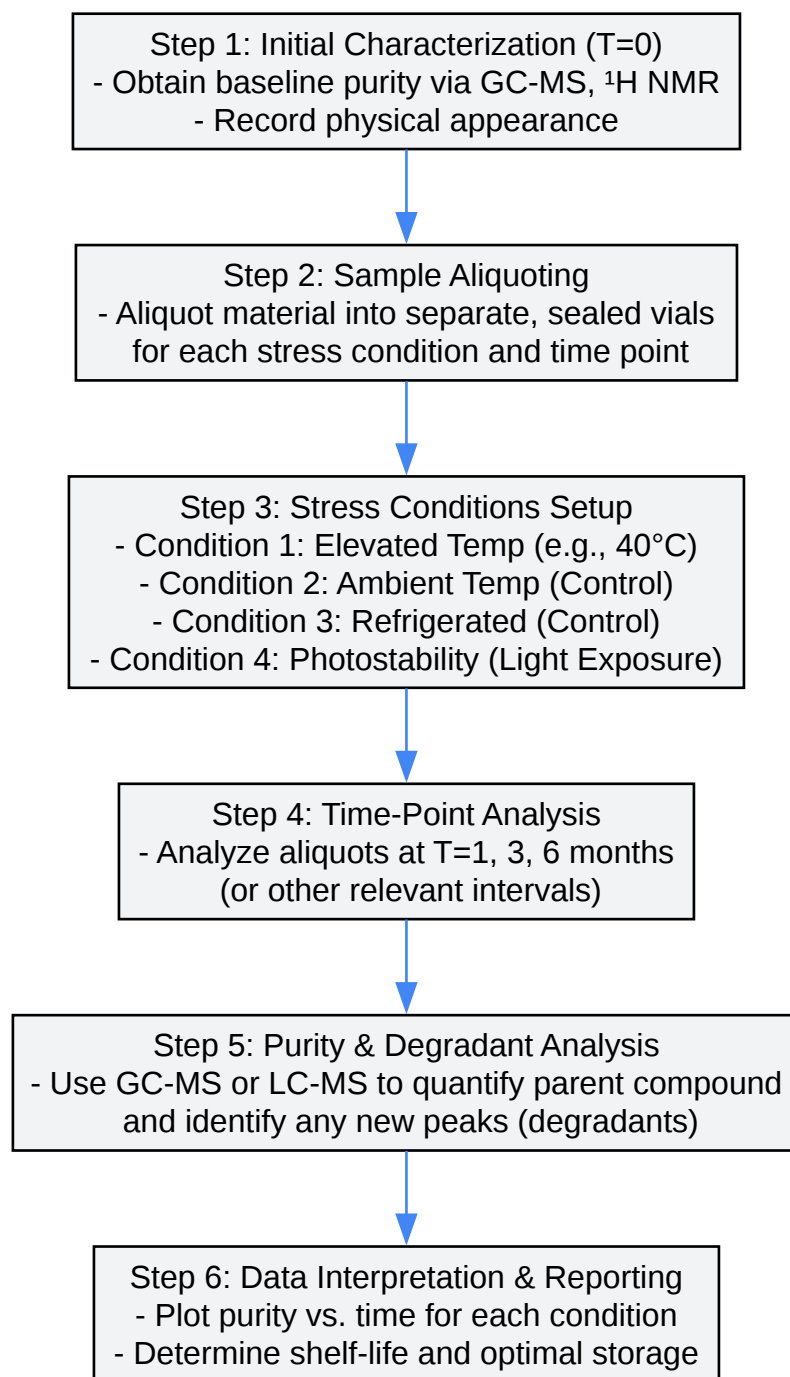 Step 1: Initial Characterization (T=0)
- Obtain baseline purity via GC-MS, ¹H NMR
- Record physical appearance
Step 2: Sample Aliquoting
- Aliquot material into separate, sealed vials
for each stress condition and time point
Step 3: Stress Conditions Setup
- Condition 1: Elevated Temp (e.g., 40°C)
- Condition 2: Ambient Temp (Control)
- Condition 3: Refrigerated (Control)
- Condition 4: Photostability (Light Exposure)
Step 4: Time-Point Analysis
- Analyze aliquots at T=1, 3, 6 months
(or other relevant intervals)
Step 5: Purity & Degradant Analysis
- Use GC-MS or LC-MS to quantify parent compound
and identify any new peaks (degradants)
Step 6: Data Interpretation & Reporting
- Plot purity vs. time for each condition
- Determine shelf-life and optimal storage